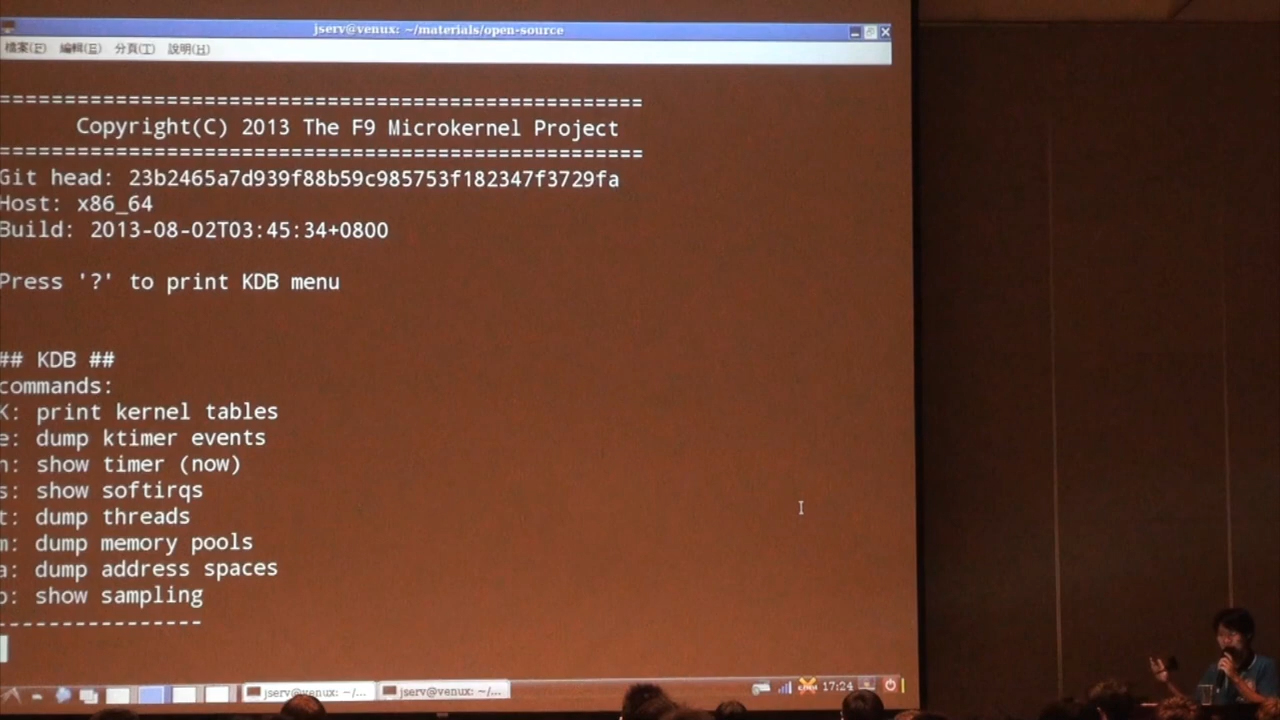 jserv@venux: ~/materials/open-source
檔案(F) 編輯(E) 分頁(T) 說明(H)
==================================================
Copyright(C) 2013 The F9 Microkernel Project
==================================================
Git head: 23b2465a7d939f88b59c985753f182347f3729fa
Host: x86_64
Build: 2013-08-02T03:45:34+0800
Press '?' to print KDB menu
## KDB ##
commands:
K: print kernel tables
e: dump ktimer events
n: show timer (now)
s: show softirqs
t: dump threads
m: dump memory pools
a: dump address spaces
p: show sampling
----------------
jserv@venux: ~/... jserv@venux: ~/... 17:24